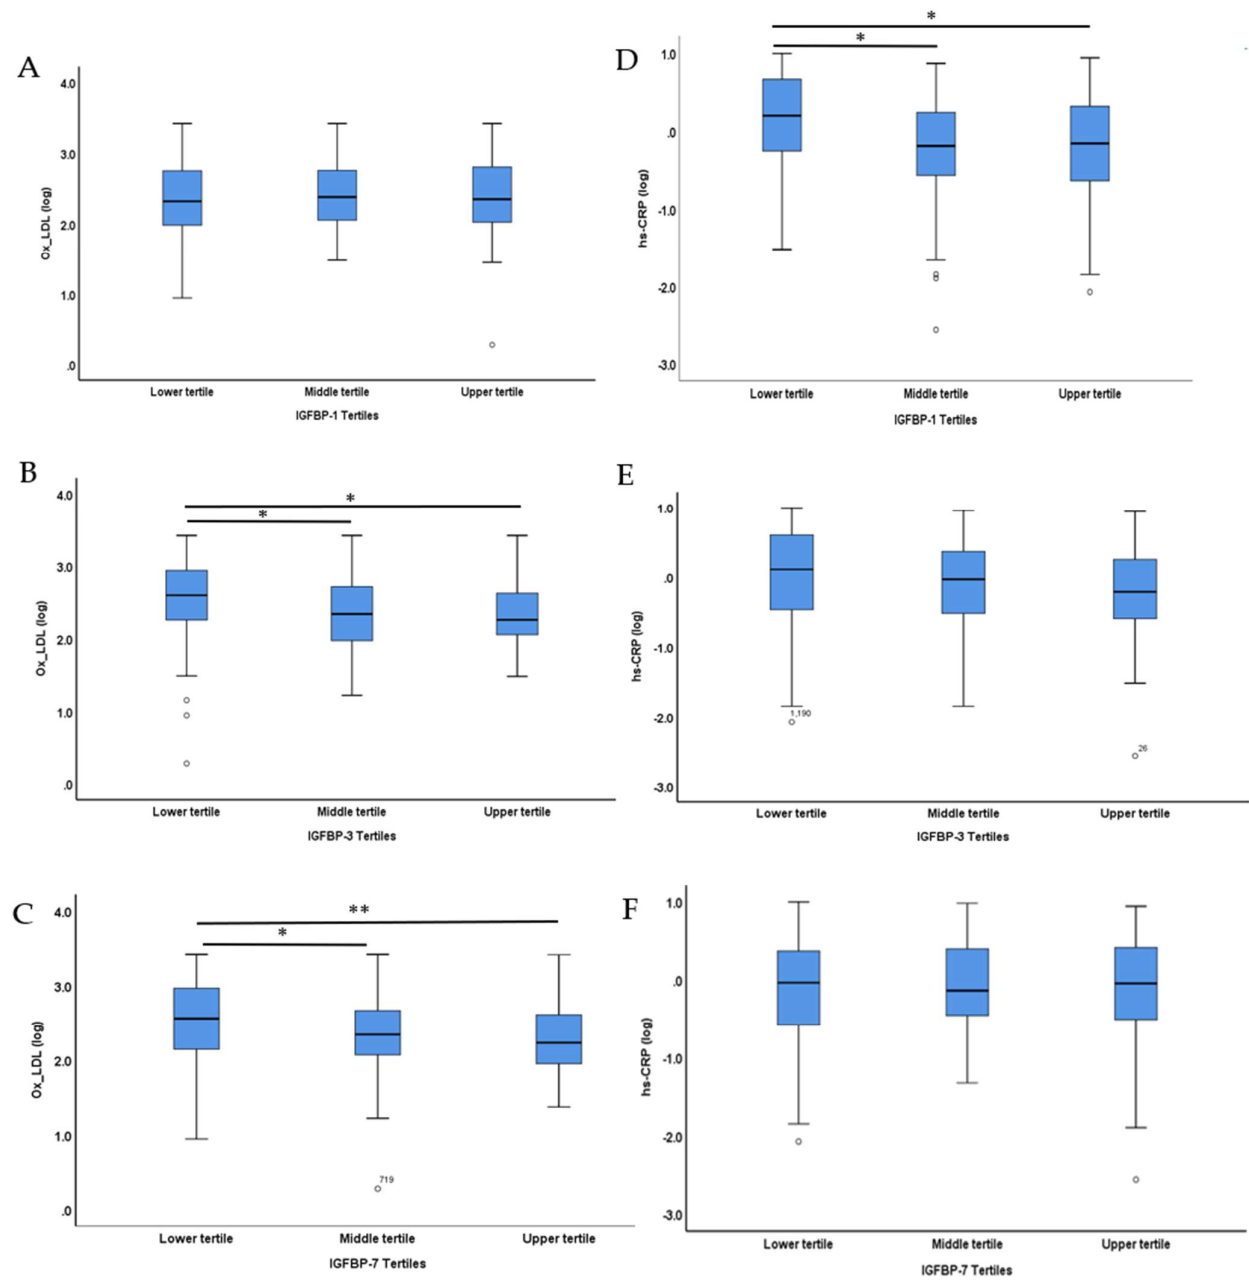 A
4.0
3.0
2.0
1.0
.0
Ox_LDL (log)
Lower tertile Middle tertile Upper tertile
IGFBP-1 Tertiles
D
*
*
1.0
.0
-1.0
-2.0
-3.0
hs-CRP (log)
Lower tertile Middle tertile Upper tertile
IGFBP-1 Tertiles
B
*
*
4.0
3.0
2.0
1.0
.0
Ox_LDL (log)
Lower tertile Middle tertile Upper tertile
IGFBP-3 Tertiles
E
1.0
.0
-1.0
-2.0
-3.0
hs-CRP (log)
1,190
26
Lower tertile Middle tertile Upper tertile
IGFBP-3 Tertiles
C
**
*
4.0
3.0
2.0
1.0
.0
Ox_LDL (log)
719
Lower tertile Middle tertile Upper tertile
IGFBP-7 Tertiles
F
1.0
.0
-1.0
-2.0
-3.0
hs-CRP (log)
Lower tertile Middle tertile Upper tertile
IGFBP-7 Tertiles